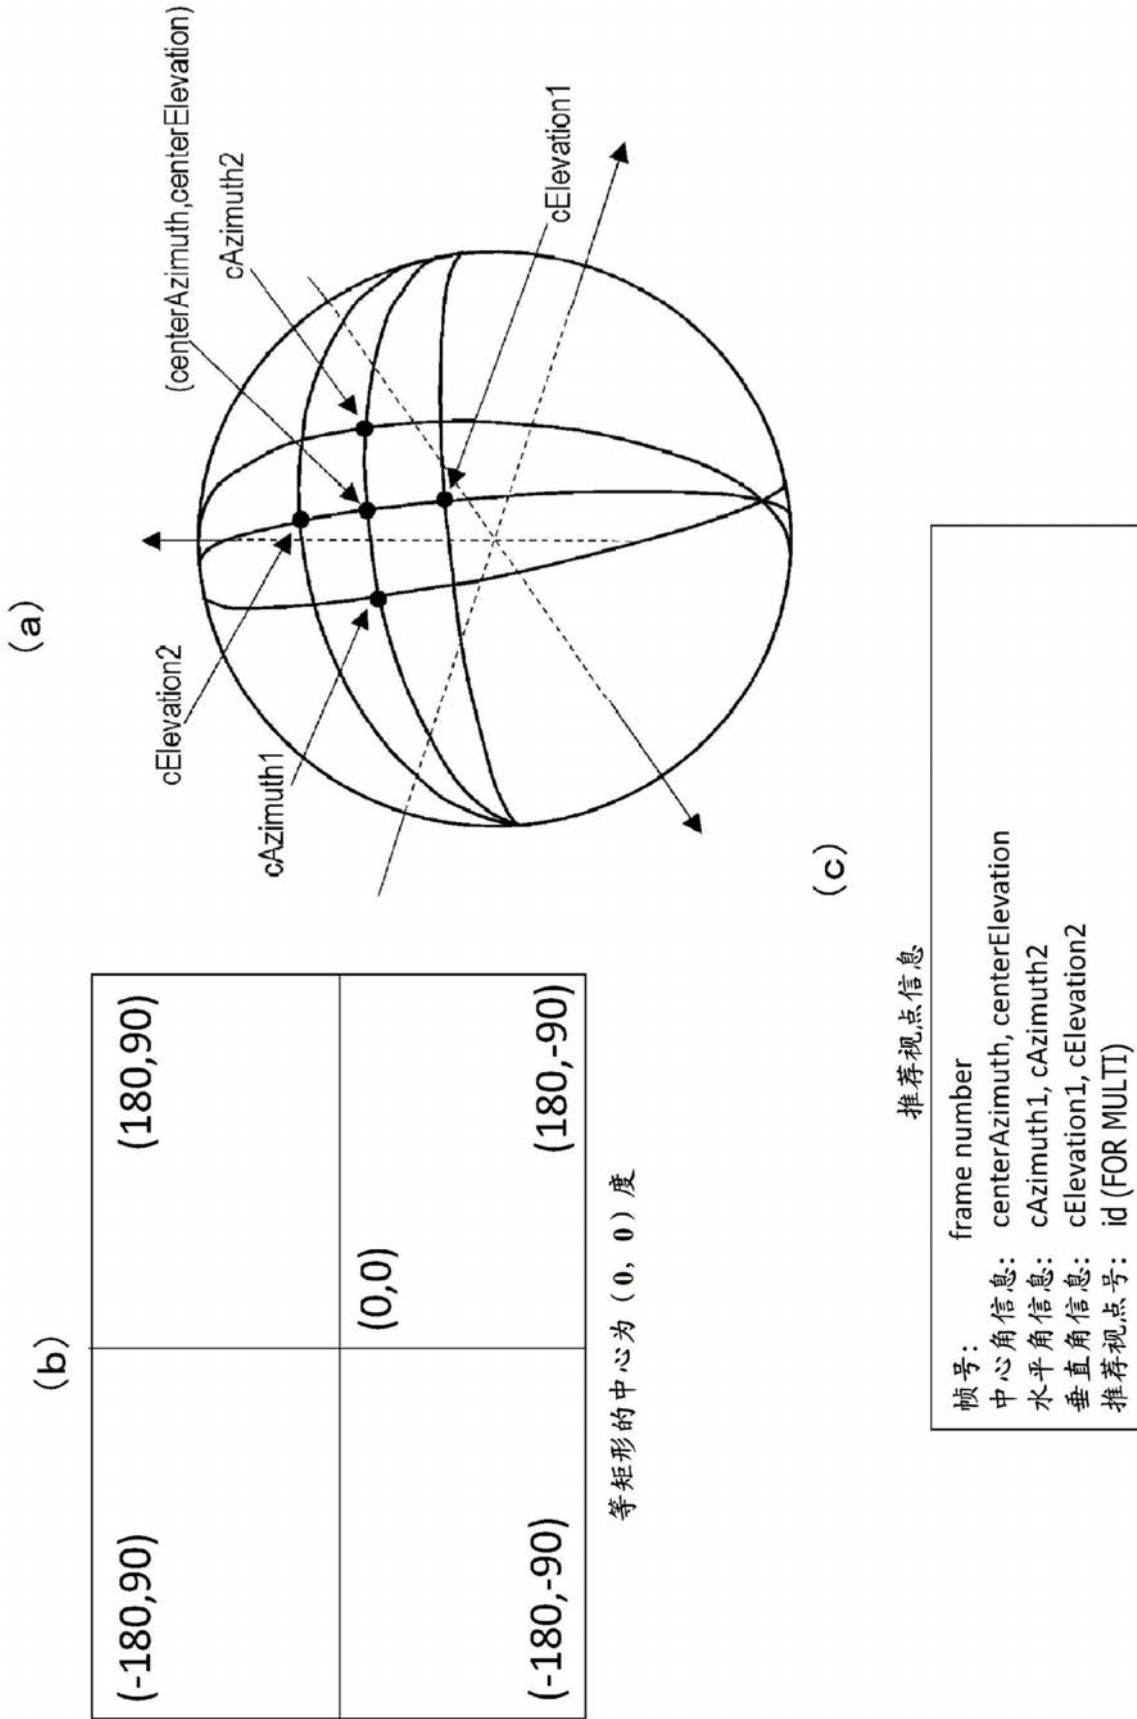 (a)
(centerAzimuth,centerElevation)
cAzimuth2
cElevation2
cElevation1
cAzimuth1
(b)
(-180,90)
(180,90)
(0,0)
(-180,-90)
(180,-90)
等矩形的中心为（0，0）度
(c)
推荐视点信息
帧号： frame number
中心角信息： centerAzimuth, centerElevation
水平角信息： cAzimuth1, cAzimuth2
垂直角信息： cElevation1, cElevation2
推荐视点号： id (FOR MULTI)